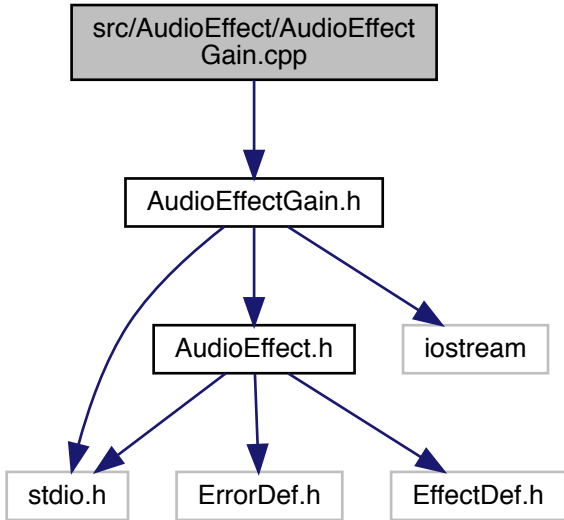 src/AudioEffect/AudioEffect
Gain.cpp
AudioEffectGain.h
AudioEffect.h
iostream
stdio.h
ErrorDef.h
EffectDef.h